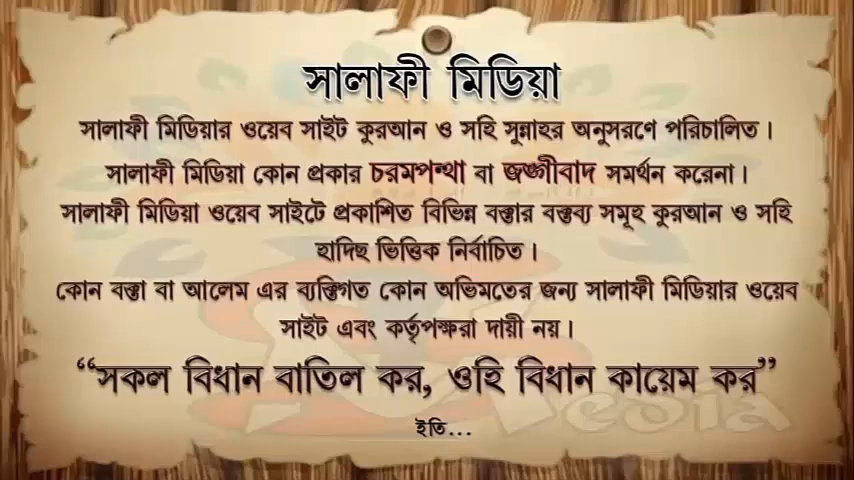 সালাফী মিডিয়া
সালাফী মিডিয়ার ওয়েব সাইট কুরআন ও সহি সুন্নাহর অনুসরণে পরিচালিত।
সালাফী মিডিয়া কোন প্রকার চরমপন্থা বা জঙ্গীবাদ সমর্থন করেনা।
সালাফী মিডিয়া ওয়েব সাইটে প্রকাশিত বিভিন্ন বক্তার বক্তব্য সমূহ কুরআন ও সহি
হাদিছ ভিত্তিক নির্বাচিত।
কোন বক্তা বা আলেম এর ব্যক্তিগত কোন অভিমতের জন্য সালাফী মিডিয়ার ওয়েব
সাইট এবং কর্তৃপক্ষরা দায়ী নয়।
“সকল বিধান বাতিল কর, ওহি বিধান কায়েম কর”
ইতি...